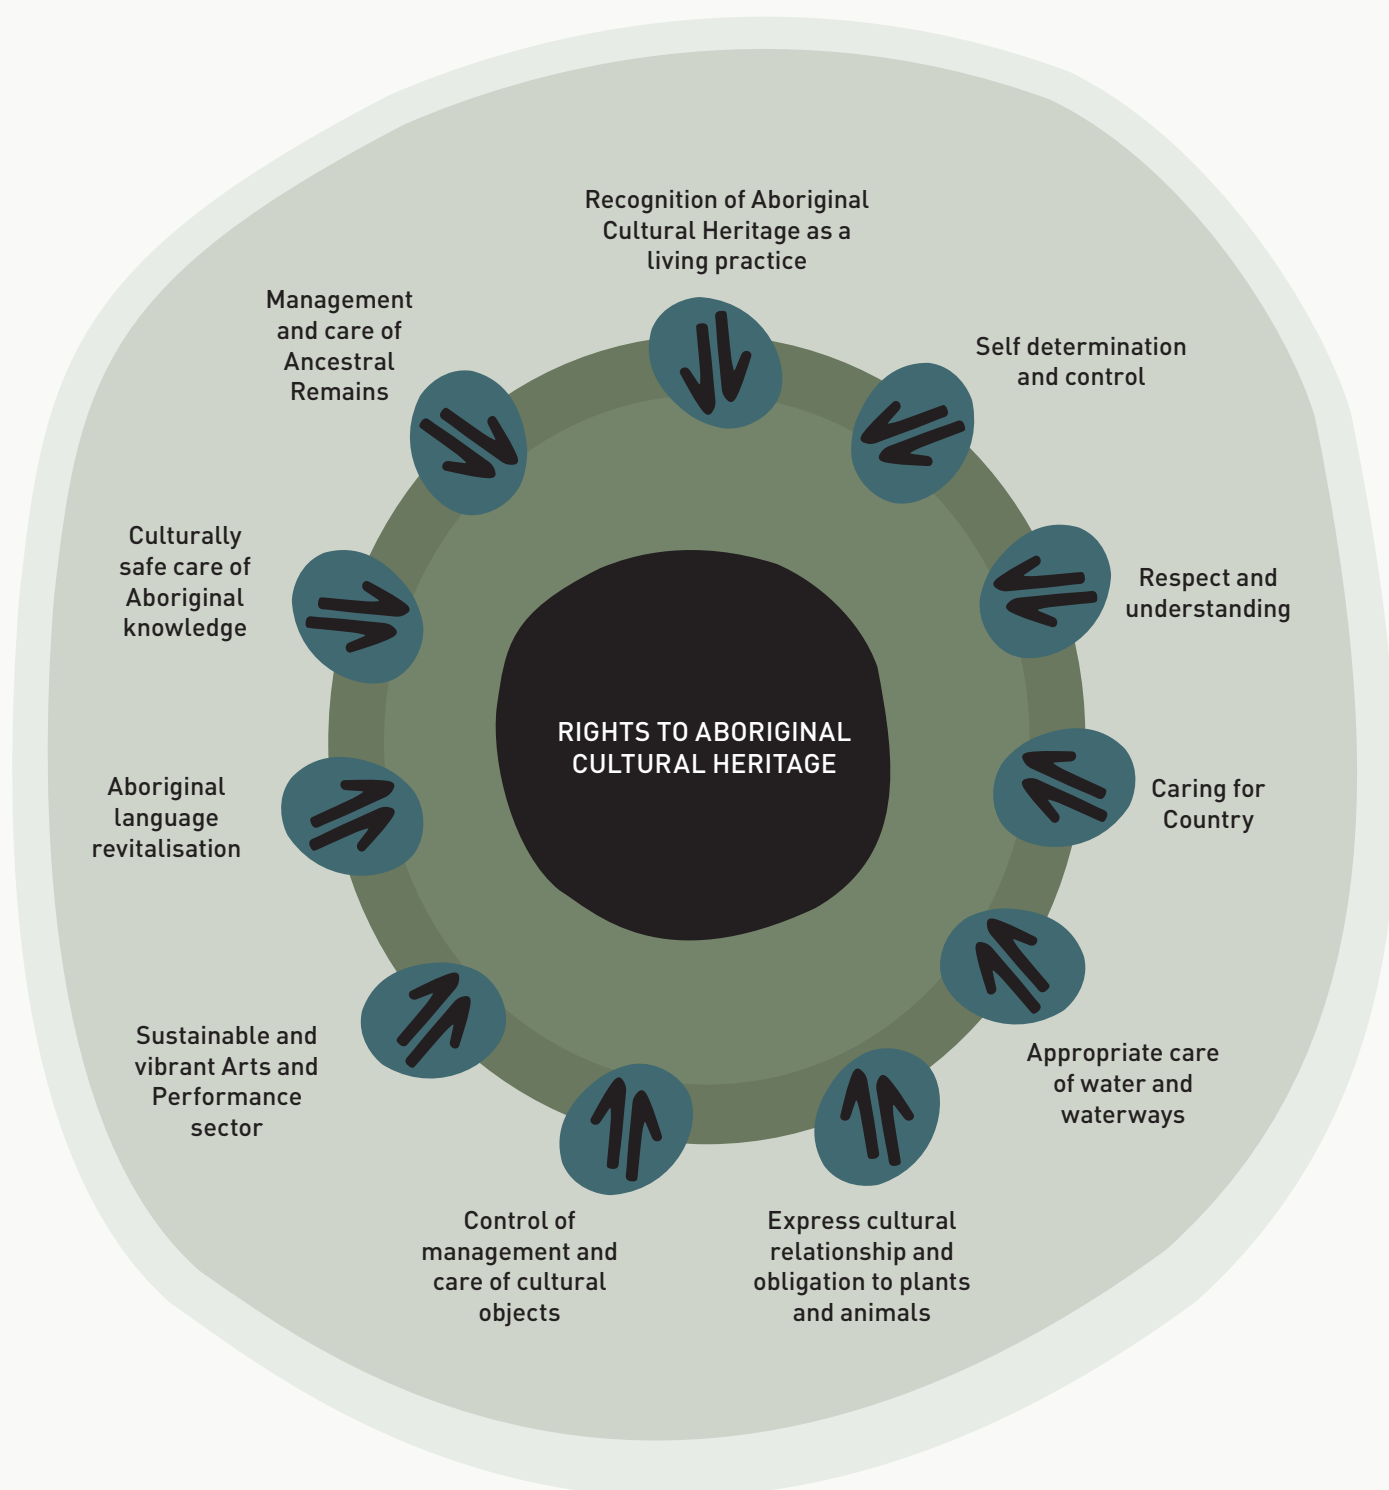 Recognition of Aboriginal
Cultural Heritage as a
living practice
Self determination
and control
Respect and
understanding
Caring for
Country
Appropriate care
of water and
waterways
Express cultural
relationship and
obligation to plants
and animals
Control of
management and
care of cultural
objects
Sustainable and
vibrant Arts and
Performance
sector
Aboriginal
language
revitalisation
Culturally
safe care of
Aboriginal
knowledge
Management
and care of
Ancestral
Remains
RIGHTS TO ABORIGINAL
CULTURAL HERITAGE